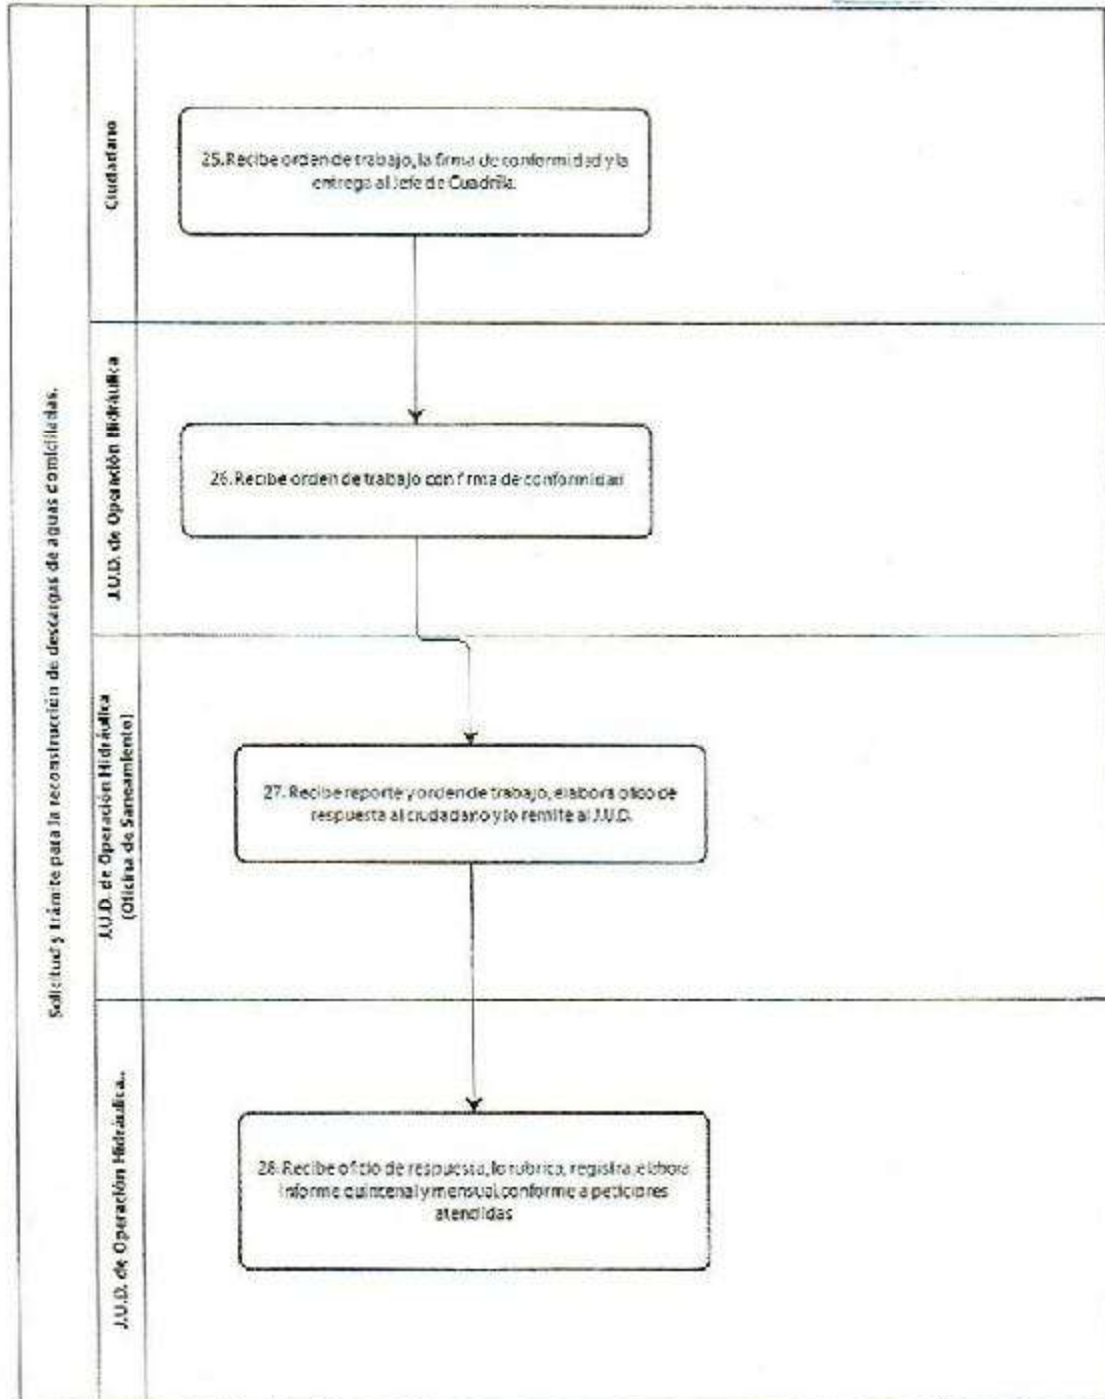 Solicitud y trámite para la reconstrucción de descargas de aguas domiciliadas.
Ciudadano
25. Recibe orden de trabajo, la firma de conformidad y la
entrega al Jefe de Cuadrilla.
J.U.D. de Operación Hidráulica
26. Recibe orden de trabajo con firma de conformidad
J.U.D. de Operación Hidráulica
(Oficina de Saneamiento)
27. Recibe reporte y orden de trabajo, elabora oficio de
respuesta al ciudadano y lo remite al J.U.D.
J.U.D. de Operación Hidráulica..
28. Recibe oficio de respuesta, lo rubrica, registra, elabora
informe quincenal y mensual conforme a peticiones
atendidas